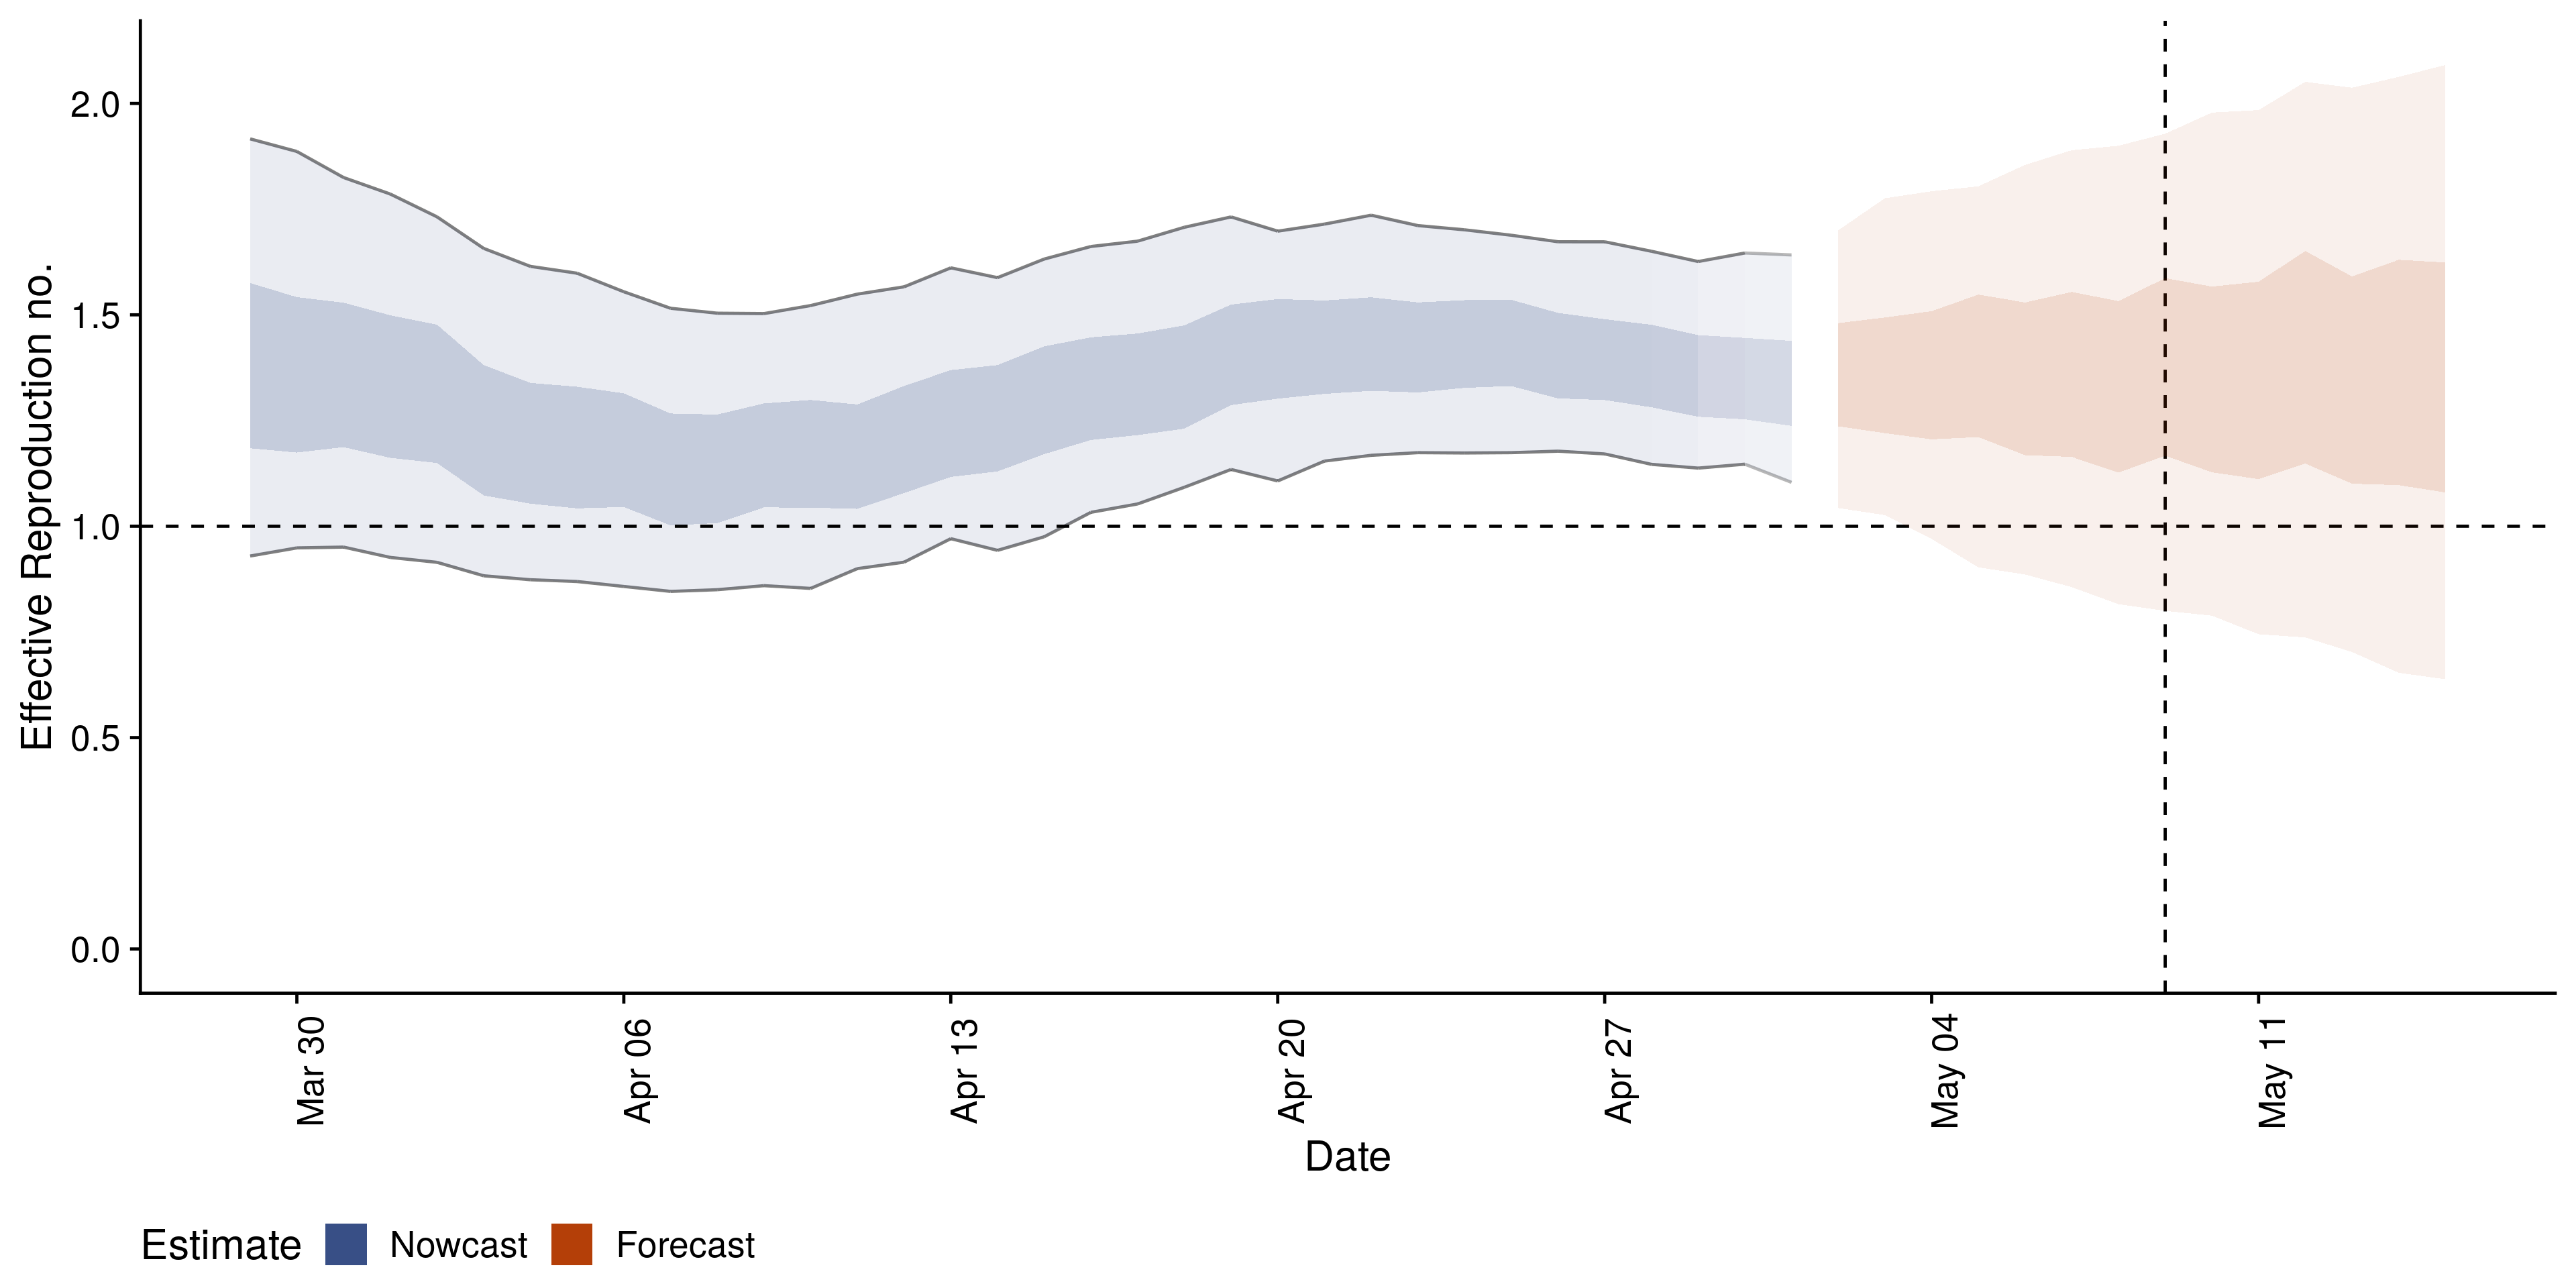 Effective Reproduction no.
2.0
1.5
1.0
0.5
0.0
Mar 30
Apr 06
Apr 13
Apr 20
Apr 27
May 04
May 11
Date
Estimate Nowcast Forecast